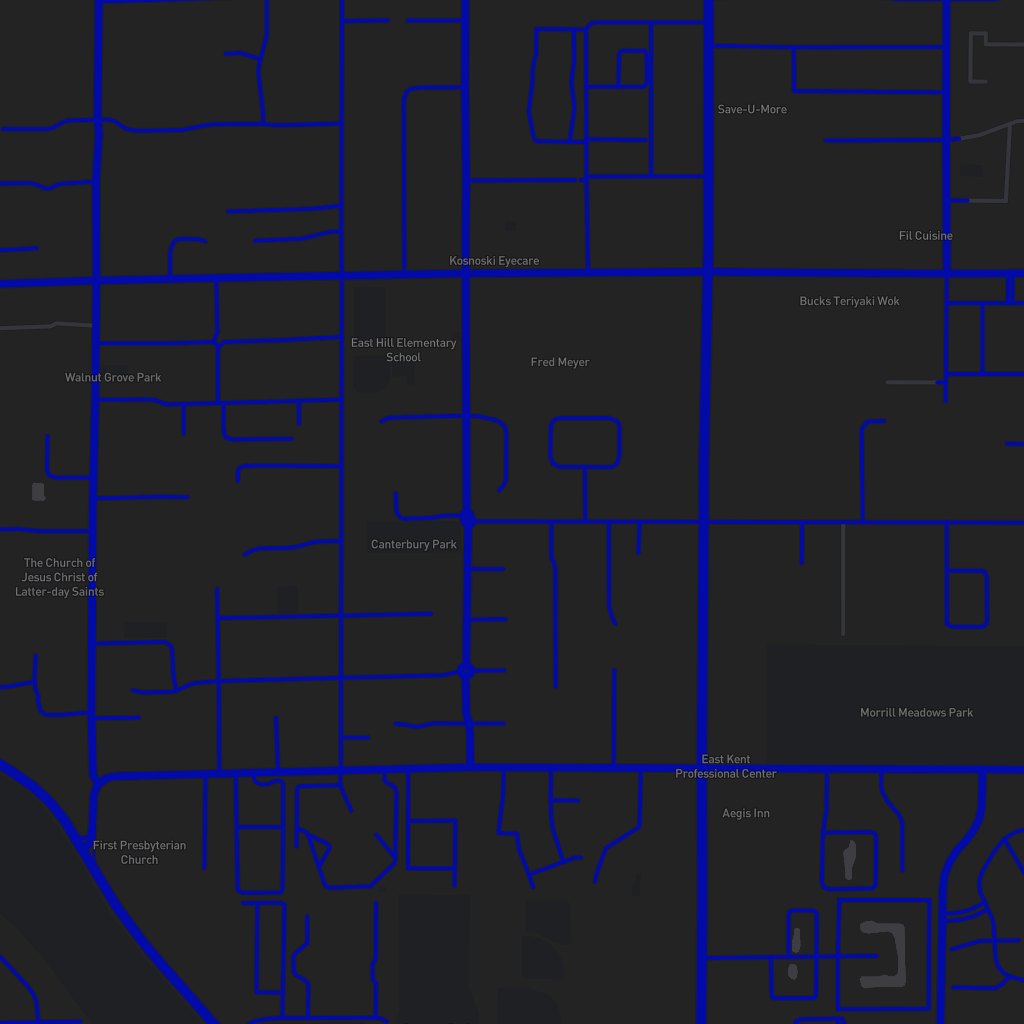 Save-U-More
Fil Cuisine
Kosnoski Eyecare
Bucks Teriyaki Wok
East Hill Elementary
School
Fred Meyer
Walnut Grove Park
Canterbury Park
The Church of
Jesus Christ of
Latter-day Saints
Morrill Meadows Park
East Kent
Professional Center
Aegis Inn
First Presbyterian
Church